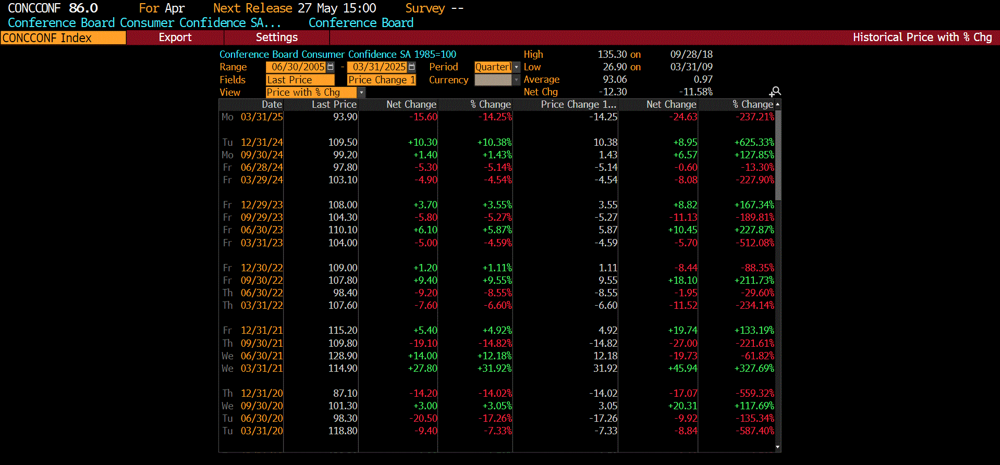 CONCCONF 86.0 For Apr Next Release 27 May 15:00 Survey --
Conference Board Consumer Confidence SA... Conference Board
CONCCONF Index Export Settings Historical Price with % Chg
Conference Board Consumer Confidence SA 1985=100 High 135.30 on 09/28/18
Range 06/30/2005 - 03/31/2025 Period Quarterl Low 26.90 on 03/31/09
Fields Last Price Price Change 1 Currency Average 93.06 0.97
View Price with % Chg Net Chg -12.30 -11.58%
Date Last Price Net Change % Change Price Change 1... Net Change % Change
Mo 03/31/25 93.90 -15.60 -14.25% -14.25 -24.63 -237.21%
Tu 12/31/24 109.50 +10.30 +10.38% 10.38 +8.95 +625.33%
Mo 09/30/24 99.20 +1.40 +1.43% 1.43 +6.57 +127.85%
Fr 06/28/24 97.80 -5.30 -5.14% -5.14 -0.60 -13.30%
Fr 03/29/24 103.10 -4.90 -4.54% -4.54 -8.08 -227.90%
Fr 12/29/23 108.00 +3.70 +3.55% 3.55 +8.82 +167.34%
Fr 09/29/23 104.30 -5.80 -5.27% -5.27 -11.13 -189.81%
Fr 06/30/23 110.10 +6.10 +5.87% 5.87 +10.45 +227.87%
Fr 03/31/23 104.00 -5.00 -4.59% -4.59 -5.70 -512.08%
Fr 12/30/22 109.00 +1.20 +1.11% 1.11 -8.44 -88.35%
Fr 09/30/22 107.80 +9.40 +9.55% 9.55 +18.10 +211.73%
Th 06/30/22 98.40 -9.20 -8.55% -8.55 -1.95 -29.60%
Th 03/31/22 107.60 -7.60 -6.60% -6.60 -11.52 -234.14%
Fr 12/31/21 115.20 +5.40 +4.92% 4.92 +19.74 +133.19%
Th 09/30/21 109.80 -19.10 -14.82% -14.82 -27.00 -221.61%
We 06/30/21 128.90 +14.00 +12.18% 12.18 -19.73 -61.82%
We 03/31/21 114.90 +27.80 +31.92% 31.92 +45.94 +327.69%
Th 12/31/20 87.10 -14.20 -14.02% -14.02 -17.07 -559.32%
We 09/30/20 101.30 +3.00 +3.05% 3.05 +20.31 +117.69%
Tu 06/30/20 98.30 -20.50 -17.26% -17.26 -9.92 -135.34%
Tu 03/31/20 118.80 -9.40 -7.33% -7.33 -8.84 -587.40%